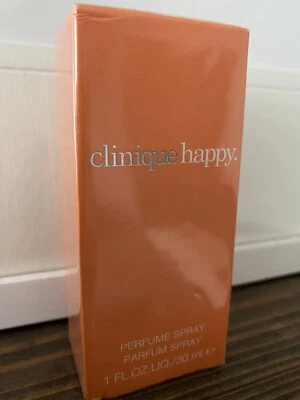 clinique happy.
PERFUME SPRAY
PARFUM SPRAY
1 FL.OZ.LIQ./30 ml ℮